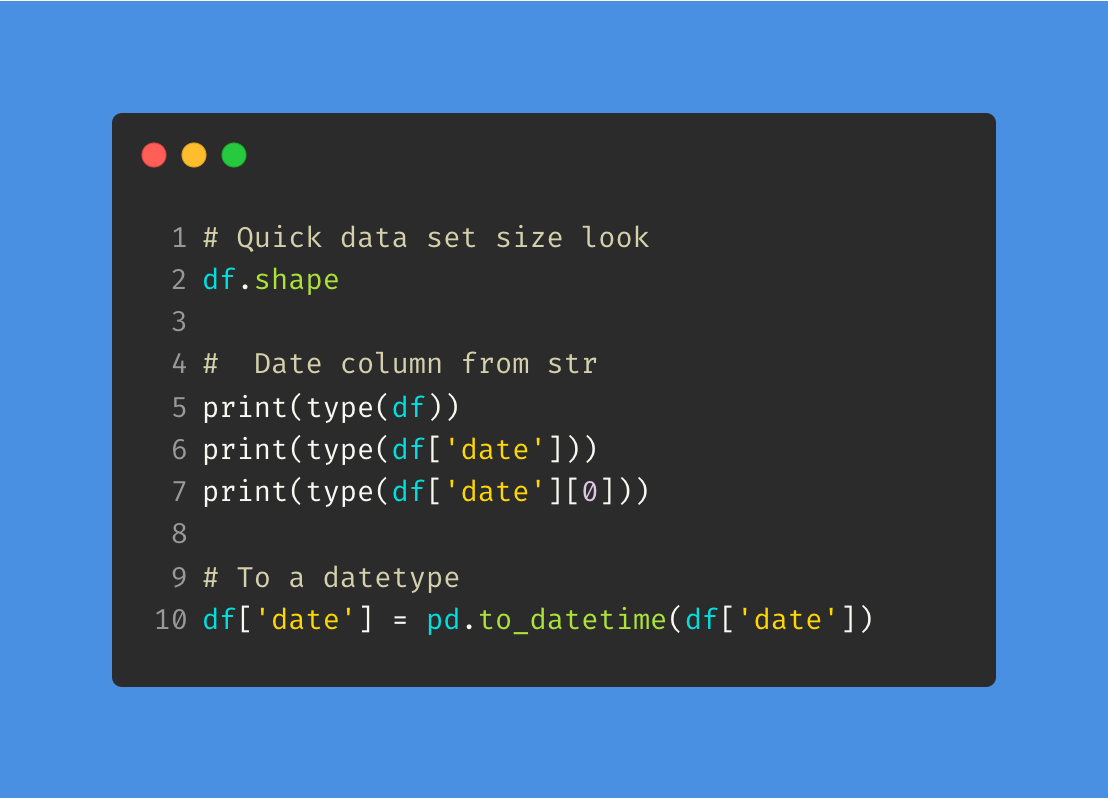 1 # Quick data set size look
2 df.shape
3
4 #  Date column from str
5 print(type(df))
6 print(type(df['date']))
7 print(type(df['date'][0]))
8
9 # To a datetype
10 df['date'] = pd.to_datetime(df['date'])